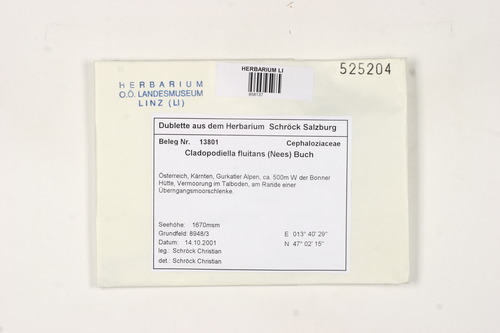 HERBARIUM LI
525204
HERBARIUM
O.Ö. LANDESMUSEUM
LINZ (LI)
Dublette aus dem Herbarium Schröck Salzburg
Beleg Nr. 13801 Cephaloziaceae
Cladopodiella fluitans (Nees) Buch
Österreich, Kärnten, Gurkatler Alpen, ca. 500m W der Bonner
Hütte, Vermoorung im Talboden, am Rande einer
Überngangsmoorschlenke.
Seehöhe: 1670msm
Grundfeld: 8948/3 E 013° 40' 29"
Datum: 14.10.2001 N 47° 02' 15"
leg.: Schröck Christian
det.: Schröck Christian